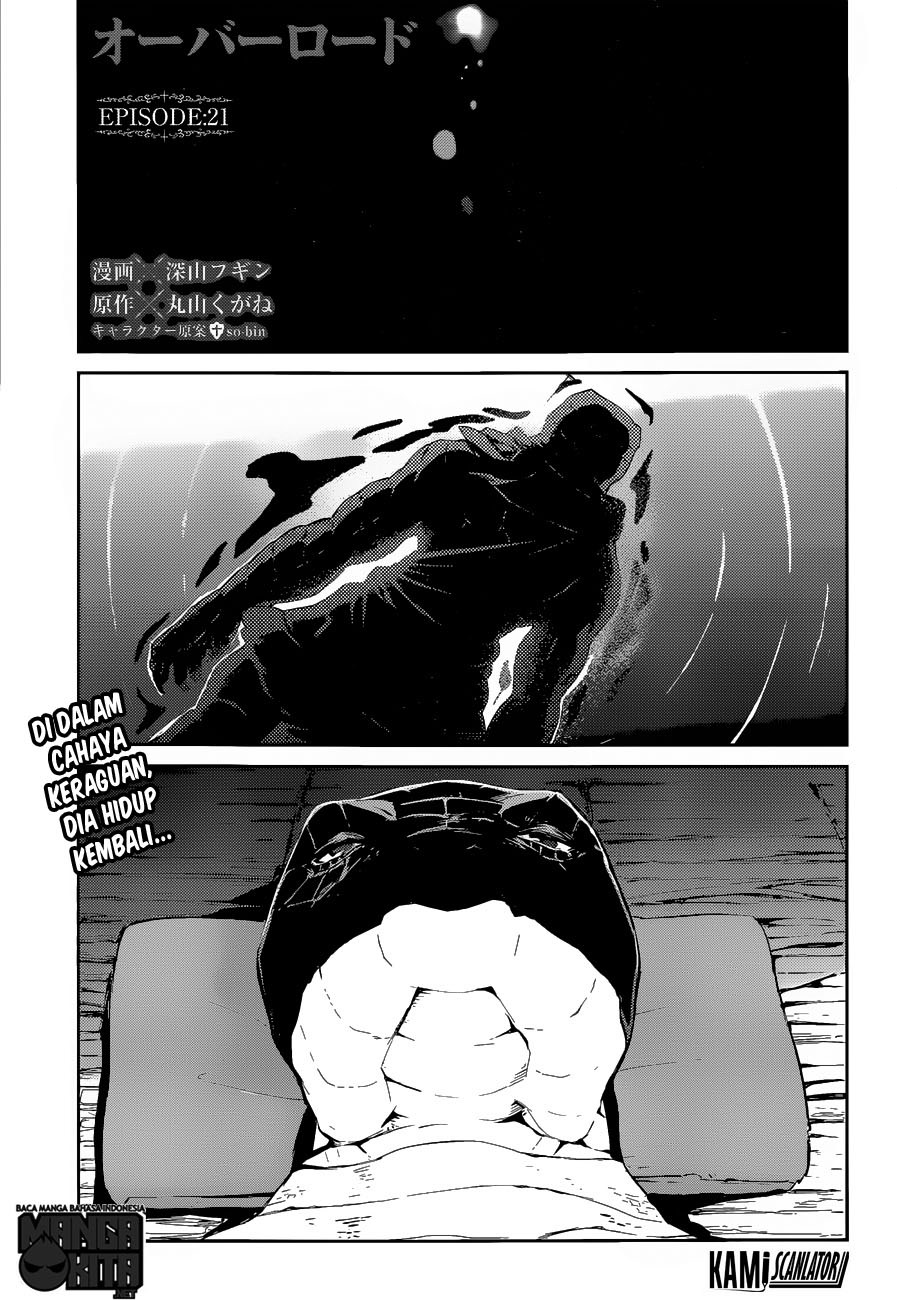 オーバーロード
EPISODE:21
漫画×深山フギン
原作×丸山くがね
キャラクター原案 so-bin
DI DALAM
CAHAYA
KERAGUAN,
DIA HIDUP
KEMBALI...
BACA MANGA BAHASA INDONESIA
MANGA
KITA
KAMI SCANLATOR